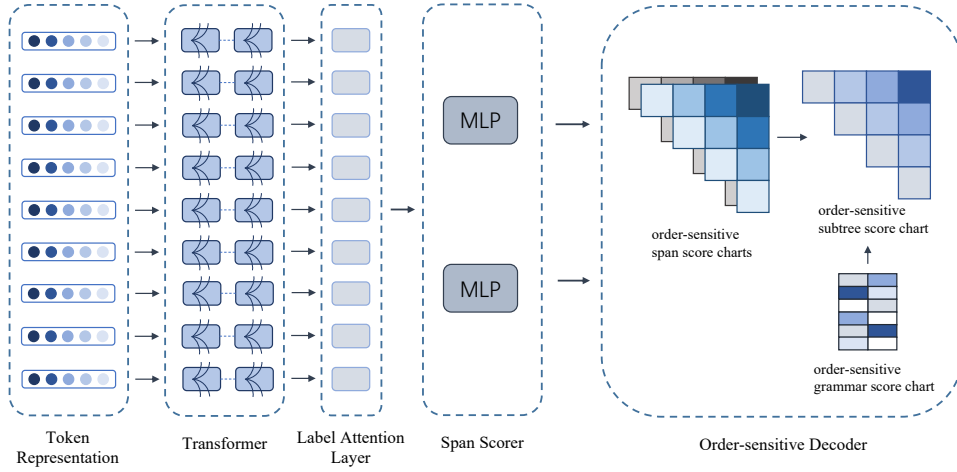 MLP
MLP
order-sensitive
span score charts
order-sensitive
subtree score chart
order-sensitive
grammar score chart
Token
Representation
Transformer
Label Attention
Layer
Span Scorer
Order-sensitive Decoder